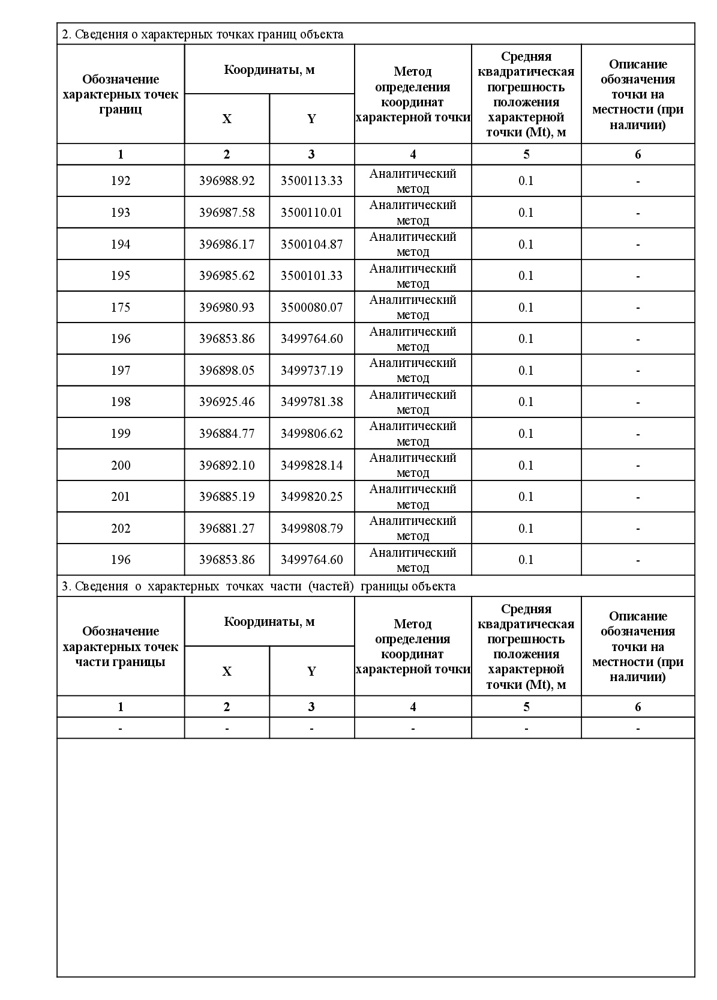 2. Сведения о характерных точках границ объекта
Обозначение характерных точек границ
Координаты, м
Метод определения координат характерной точки
Средняя квадратическая погрешность положения характерной точки (Mt), м
Описание обозначения точки на местности (при наличии)
X Y
1 2 3 4 5 6
192 396988.92 3500113.33 Аналитический метод 0.1 -
193 396987.58 3500110.01 Аналитический метод 0.1 -
194 396986.17 3500104.87 Аналитический метод 0.1 -
195 396985.62 3500101.33 Аналитический метод 0.1 -
175 396980.93 3500080.07 Аналитический метод 0.1 -
196 396853.86 3499764.60 Аналитический метод 0.1 -
197 396898.05 3499737.19 Аналитический метод 0.1 -
198 396925.46 3499781.38 Аналитический метод 0.1 -
199 396884.77 3499806.62 Аналитический метод 0.1 -
200 396892.10 3499828.14 Аналитический метод 0.1 -
201 396885.19 3499820.25 Аналитический метод 0.1 -
202 396881.27 3499808.79 Аналитический метод 0.1 -
196 396853.86 3499764.60 Аналитический метод 0.1 -
3. Сведения о характерных точках части (частей) границы объекта
Обозначение характерных точек части границы
Координаты, м
Метод определения координат характерной точки
Средняя квадратическая погрешность положения характерной точки (Mt), м
Описание обозначения точки на местности (при наличии)
X Y
1 2 3 4 5 6
- - - - - -